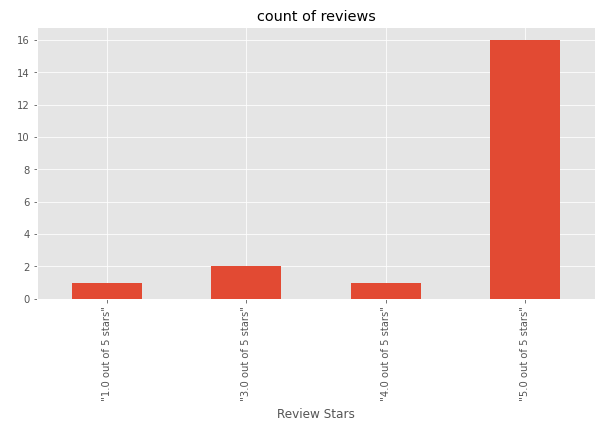 count of reviews
16
14
12
10
8
6
4
2
0
"1.0 out of 5 stars"
"3.0 out of 5 stars"
"4.0 out of 5 stars"
"5.0 out of 5 stars"
Review Stars